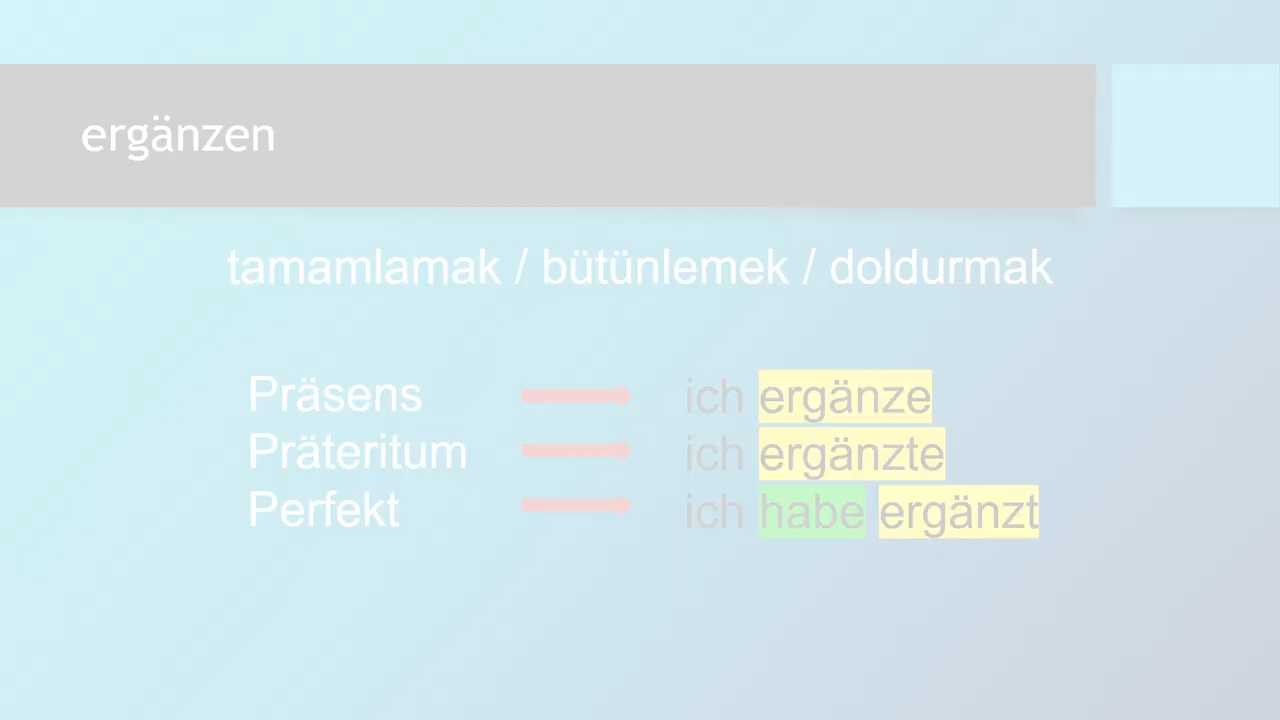 ergänzen
tamamlamak / bütünlemek / doldurmak
Präsens ich ergänze
Präteritum ich ergänzte
Perfekt ich habe ergänzt